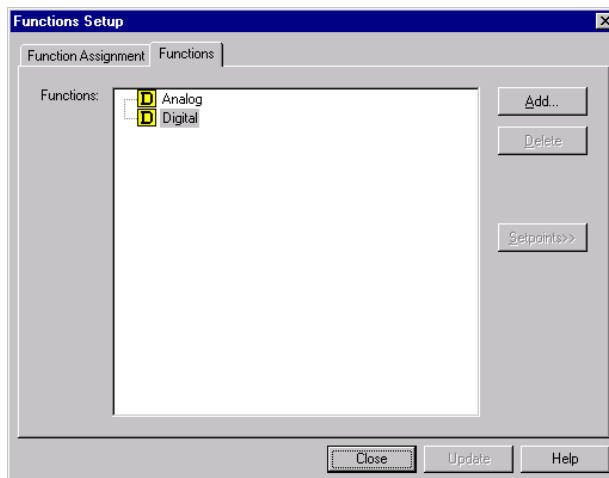 Functions Setup
Function Assignment
Functions
Functions:
D Analog
D Digital
Add...
Delete
Setpoints>>
Close
Update
Help